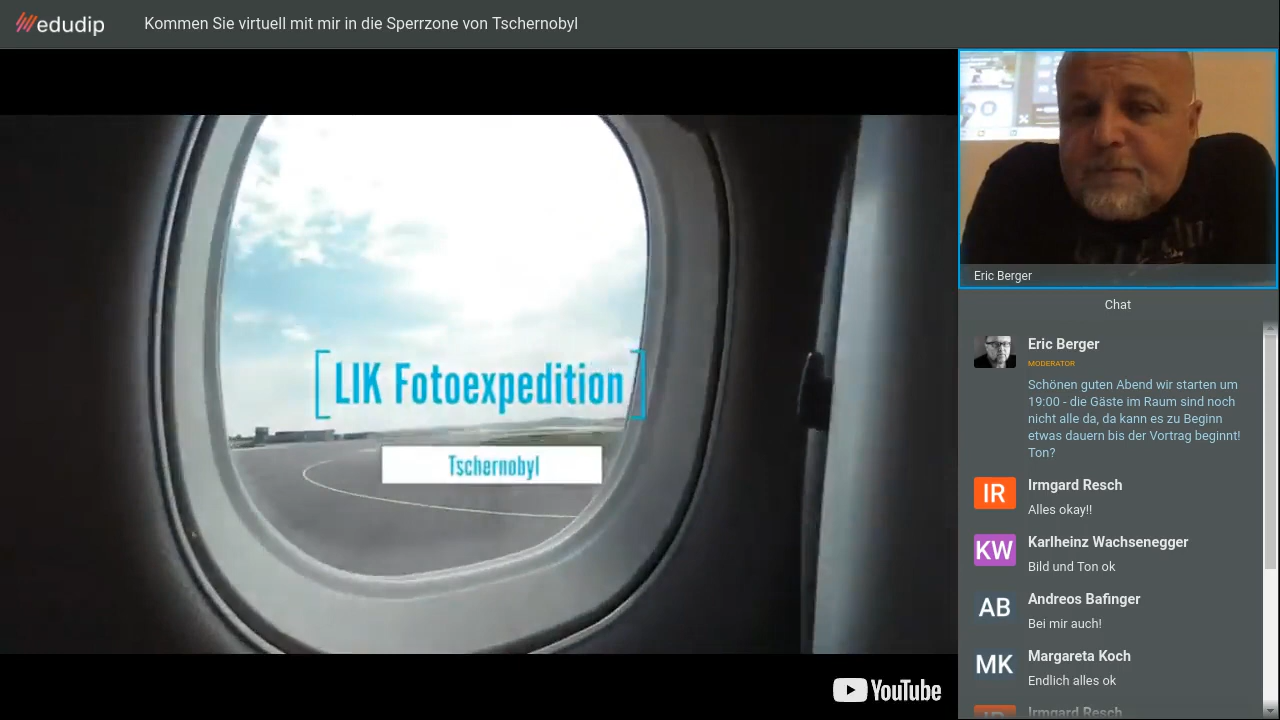 edudip
Kommen Sie virtuell mit mir in die Sperrzone von Tschernobyl
LIK Fotoexpedition
Tschernobyl
YouTube
Eric Berger
Chat
Eric Berger
MODERATOR
Schönen guten Abend wir starten um
19:00 - die Gäste im Raum sind noch
nicht alle da, da kann es zu Beginn
etwas dauern bis der Vortrag beginnt!
Ton?
IR
Irmgard Resch
Alles okay!!
KW
Karlheinz Wachsenegger
Bild und Ton ok
AB
Andreos Bafinger
Bei mir auch!
MK
Margareta Koch
Endlich alles ok
IR
Irmgard Resch